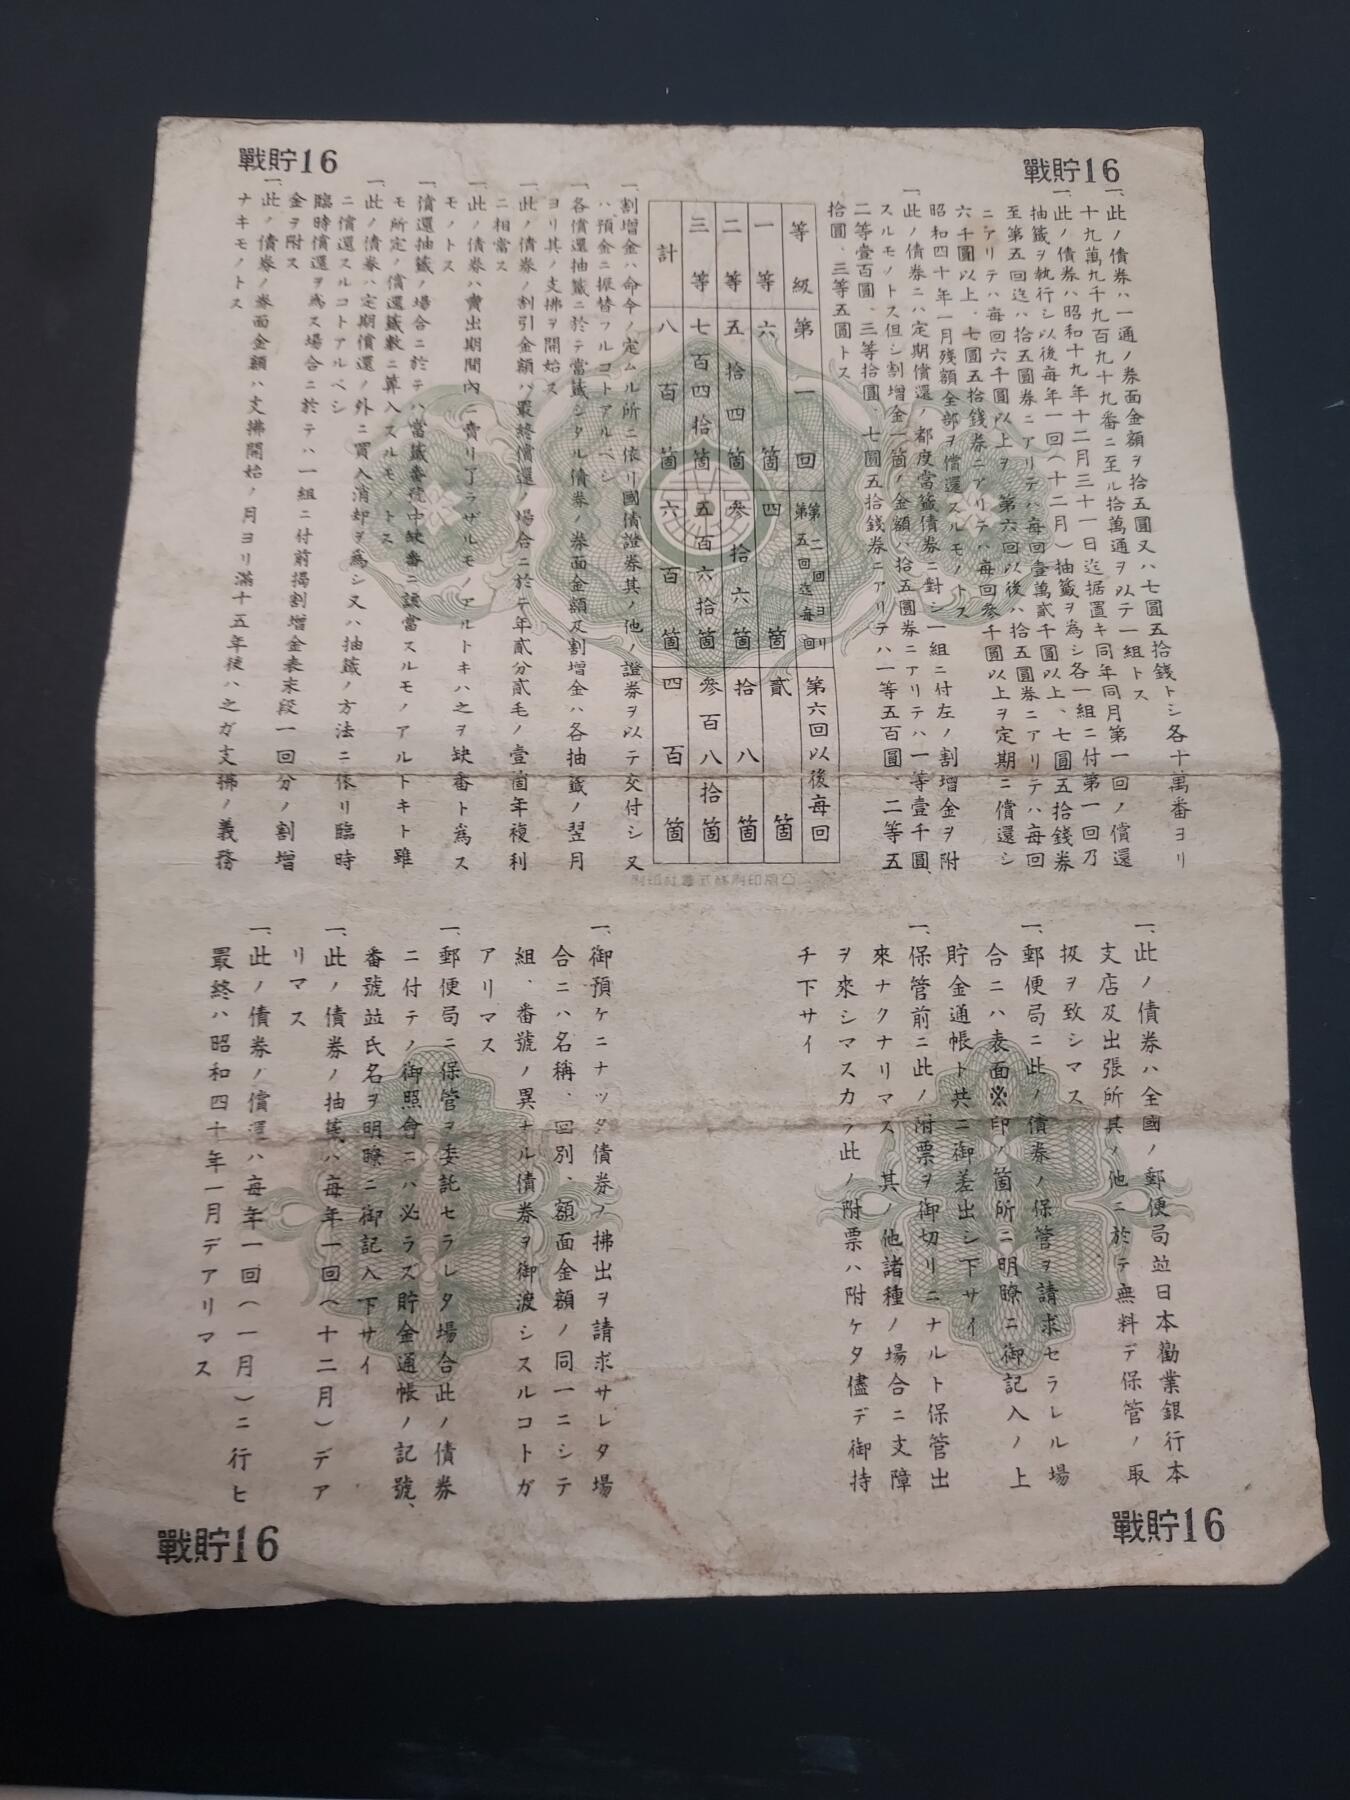 戰貯16
戰貯16
一、此ノ債券ハ一通ノ券面金額ヲ拾五圓又ハ七圓五拾錢トシ各十萬番ヨリ
十九萬九千九百九十九番ニ至ル拾萬通ヲ以テ一組トス
一、此ノ債券ハ昭和十九年十二月三十一日迄据置キ同年同月第一回ノ償還
抽籤ヲ執行シ以後每年一回(十二月)抽籤ヲ為シ各一組ニ付第一回乃
至第五回迄ハ拾五圓券ニアリテハ每回壹萬貳千圓以上、七圓五拾錢券
ニアリテハ每回六千圓以上ヲ 第六回以後ハ拾五圓券ニアリテハ每回
六千圓以上、七圓五拾錢券ニアリテハ每回參千圓以上ヲ定期ニ償還シ
昭和四十年一月殘額全部ヲ償還スルモノトス
一、此ノ債券ニハ定期償還ノ都度當籤債券ニ對シ一組ニ付左ノ割增金ヲ附
スルモノトス但シ割增金一箇ノ金額ハ拾五圓券ニアリテハ一等壹千圓、
二等壹百圓、三等拾圓、七圓五拾錢券ニアリテハ一等五百圓、二等五
拾圓、三等五圓トス
等級 第一回 第二回ヨリ第五回迄每回 第六回以後每回
一等 六箇 四箇 貳箇
二等 五拾四箇 參拾六箇 拾八箇
三等 七百四拾箇 五百六拾箇 參百八拾箇
計 八百箇 六百箇 四百箇
一、割增金ハ命令ノ定ムル所ニ依リ國債證券其ノ他ノ證券ヲ以テ交付シ又
ハ預金ニ振替フルコトアルベシ
一、各償還抽籤ニ於テ當籤シタル債券ノ券面金額及割增金ハ各抽籤ノ翌月
ヨリ其ノ支拂ヲ開始ス
一、此ノ債券ノ割引金額ハ最終償還ノ場合ニ於テ年貳分貳毛ノ壹箇年複利
ニ相當ス
一、此ノ債券ハ賣出期間內ニ賣リ了ラザルモノアルトキハ之ヲ缺番ト為ス
モノトス
一、償還抽籤ノ場合ニ於テハ當籤番號中缺番ニ該當スルモノアルトキト雖
モ所定ノ償還籤數ニ算入スルモノトス
一、此ノ債券ハ定期償還ノ外ニ買入消却ヲ為シ又ハ抽籤ノ方法ニ依リ臨時
ニ償還スルコトアルベシ
臨時償還ヲ為ス場合ニ於テハ一組ニ付前揭割增金表末段一回分ノ割增
金ヲ附ス
一、此ノ債券ノ券面金額ハ支拂開始ノ月ヨリ滿十五年後ハ之ガ支拂ノ義務
ナキモノトス
一、此ノ債券ハ全國ノ郵便局並日本勸業銀行本
支店及出張所其ノ他ニ於テ無料デ保管ノ取
扱ヲ致シマス
一、郵便局ニ此ノ債券ノ保管ヲ請求セラレル場
合ニハ表面※印ノ箇所ニ明瞭ニ御記入ノ上
貯金通帳ト共ニ御差出シ下サイ
一、保管前ニ此ノ附票ヲ御切リニナルト保管出
來ナクナリマス、其ノ他諸種ノ場合ニ支障
ヲ來シマスカラ此ノ附票ハ附ケタ儘デ御持
チ下サイ
一、御預ケニナッタ債券ノ拂出ヲ請求サレタ場
合ニハ名稱、回別、額面金額ノ同一ニシテ
組、番號ノ異ナル債券ヲ御渡シスルコトガ
アリマス
一、郵便局ニ保管ヲ委託セラレタ場合此ノ債券
ニ付テノ御照會ニハ必ラズ貯金通帳ノ記號、
番號並氏名ヲ明瞭ニ御記入下サイ
一、此ノ債券ノ抽籤ハ每年一回(十二月)デア
リマス
一、此ノ債券ノ償還ハ每年一回(一月)ニ行ヒ
最終ハ昭和四十年一月デアリマス
戰貯16
戰貯16